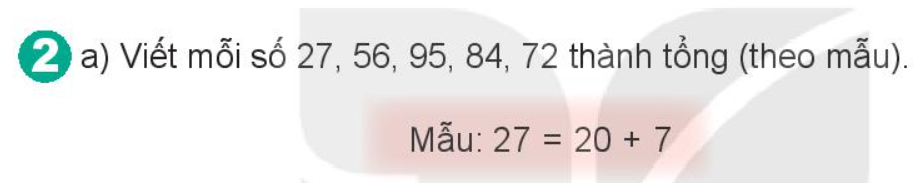 2 a) Viết mỗi số 27, 56, 95, 84, 72 thành tổng (theo mẫu).
Mẫu: 27 = 20 + 7